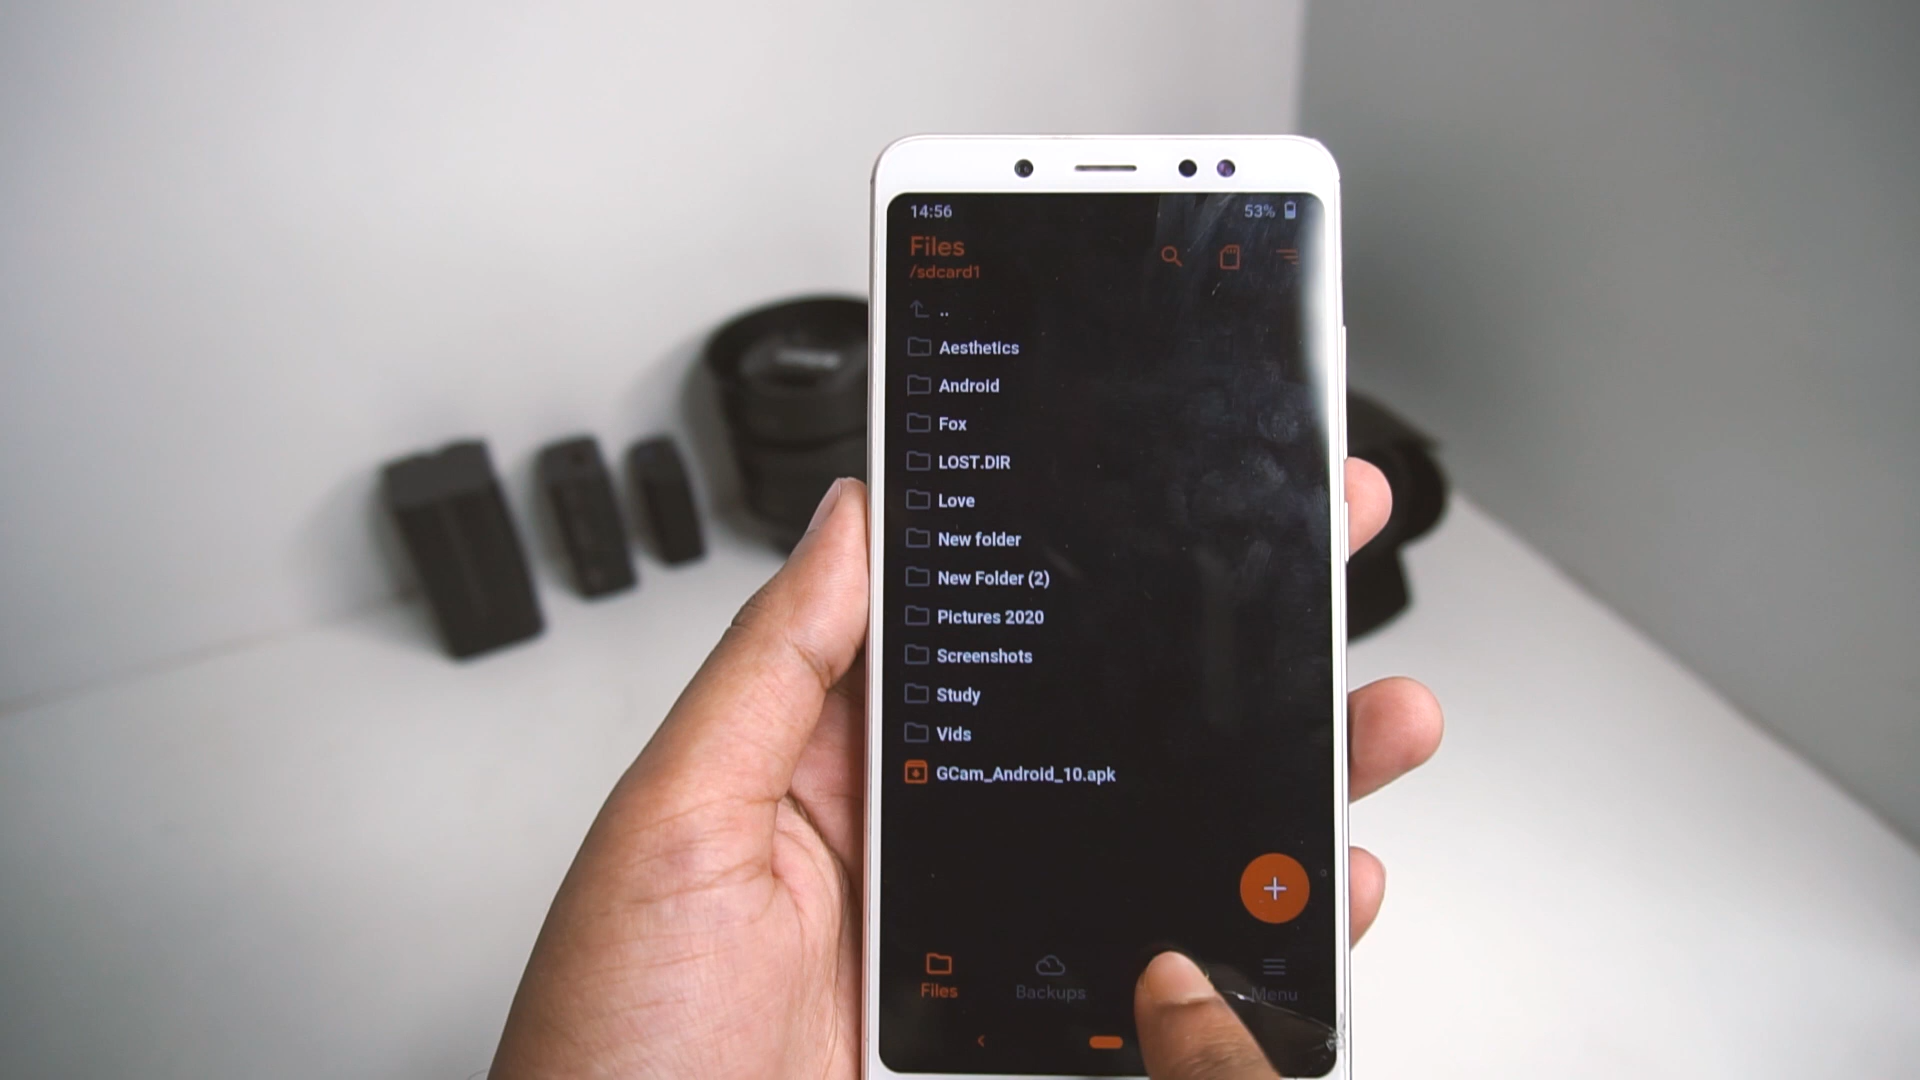 14:56 53%
Files
/sdcard1
..
Aesthetics
Android
Fox
LOST.DIR
Love
New folder
New Folder (2)
Pictures 2020
Screenshots
Study
Vids
GCam_Android_10.apk
Files Backups Menu